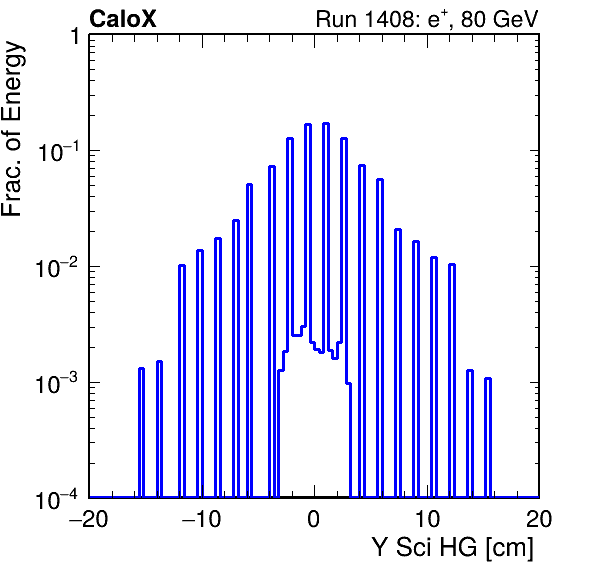 CaloX Run 1408: e⁺, 80 GeV
Frac. of Energy
1
10⁻¹
10⁻²
10⁻³
10⁻⁴
−20 −10 0 10 20
Y Sci HG [cm]